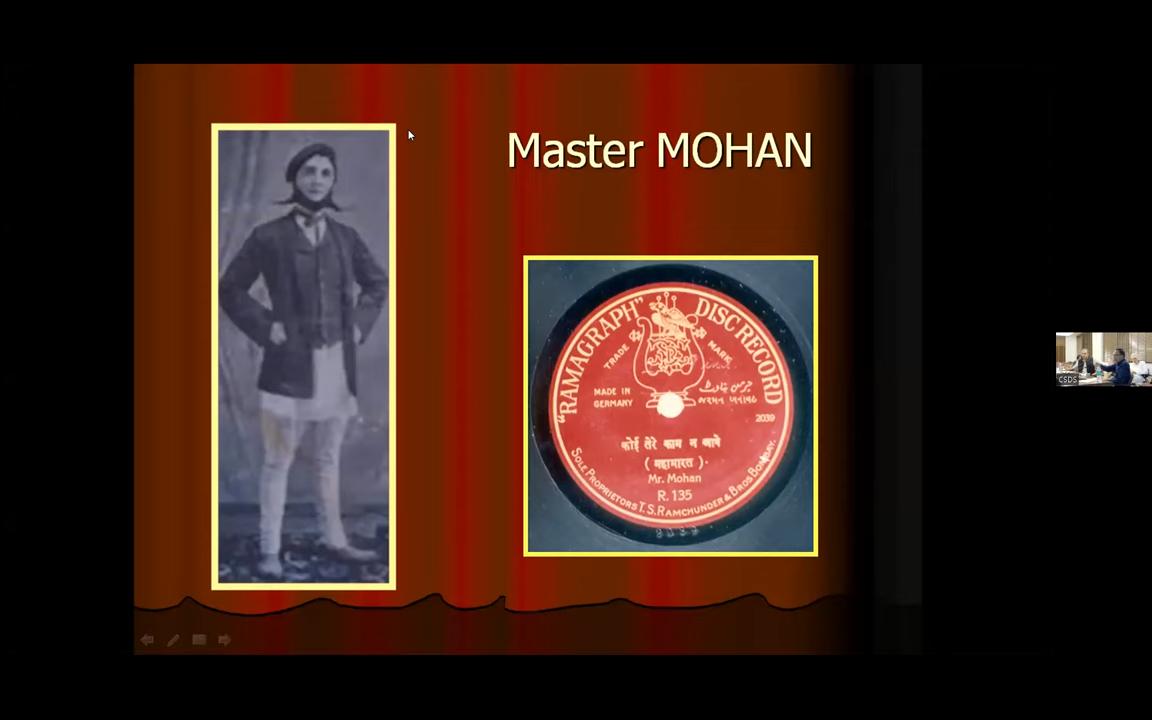 Master MOHAN
"RAMAGRAPH" DISC RECORD
TRADE MARK
MADE IN
GERMANY
2039
कोई तेरे काम न आवे
( महाभारत )
Mr. Mohan
R. 135
SOLE PROPRIETORS T. S. RAMCHUNDER & BROS BOMBAY.
CSDS